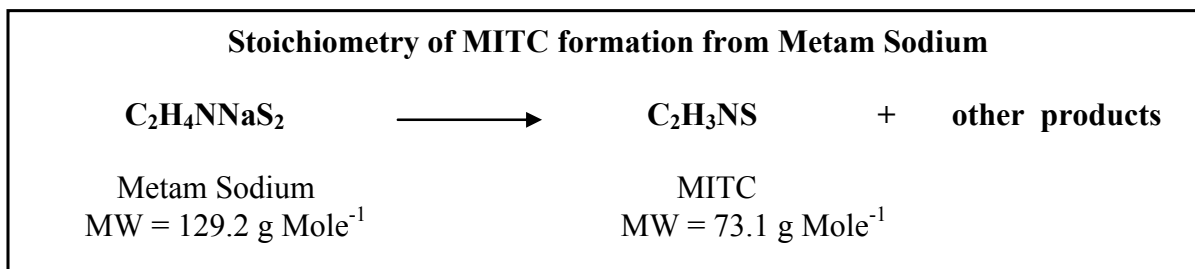 Stoichiometry of MITC formation from Metam Sodium
C₂H₄NNaS₂ ⟶ C₂H₃NS + other products
Metam Sodium MITC
MW = 129.2 g Mole⁻¹ MW = 73.1 g Mole⁻¹